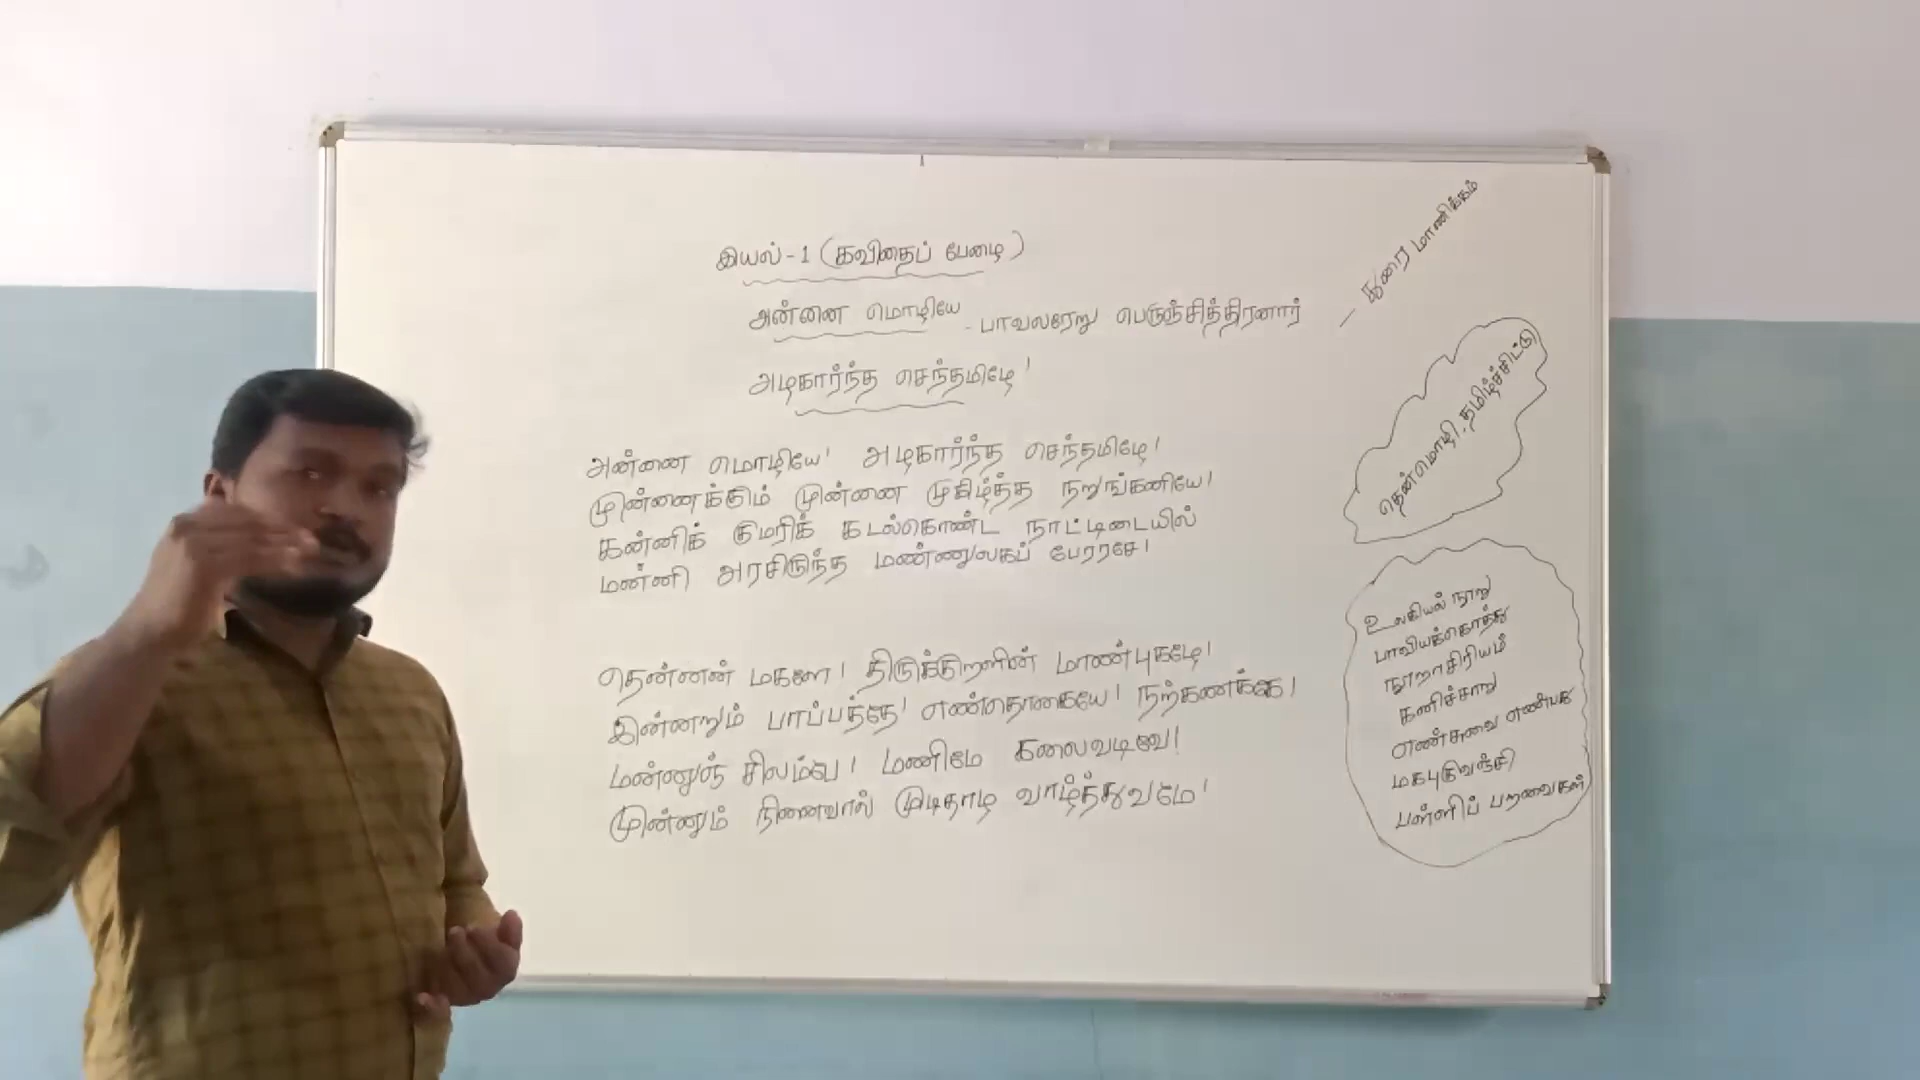 இயல் - 1 (கவிதைப் பேழை)
அன்னை மொழியே
- பாவலரேறு பெருஞ்சித்திரனார்
— துரை மாணிக்கம்
அழகார்ந்த செந்தமிழே!
அன்னை மொழியே! அழகார்ந்த செந்தமிழே!
முன்னைக்கும் முன்னை முகிழ்த்த நறுங்கனியே!
கன்னிக் குமரிக் கடல்கொண்ட நாட்டிடையில்
மன்னி அரசிருந்த மண்ணுலகப் பேரரசே!
தென்னன் மகளே! திருக்குறளின் மாண்புகழே!
இன்னறும் பாப்பத்தே! எண்தொகையே! நற்கணக்கே!
மன்னுஞ் சிலம்பே! மணிமே கலைவடிவே!
முன்னும் நினைவால் முடிதாழ வாழ்த்துவமே!
தென்மொழி, தமிழ்ச்சிட்டு
உலகியல் நூறு
பாவியக்கொத்து
நூறாசிரியம்
கனிச்சாறு
எண்சுவை எண்பது
மகபுகுவஞ்சி
பள்ளிப் பறவைகள்